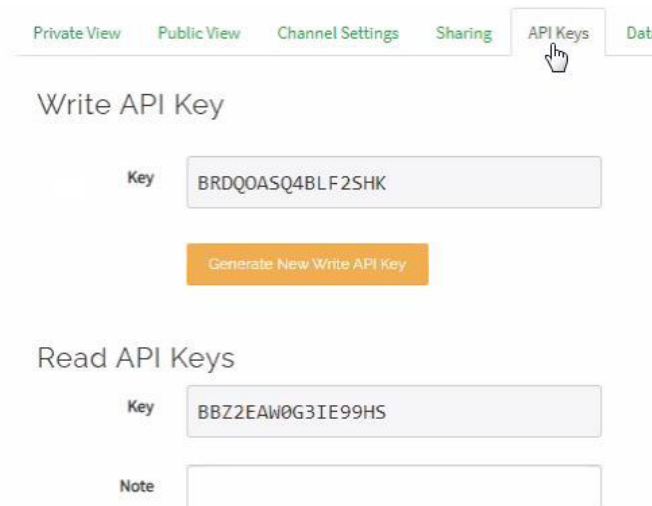 Private View Public View Channel Settings Sharing API Keys Dat
Write API Key
Key BRDQOASQ4BLF2SHK
Generate New Write API Key
Read API Keys
Key BBZ2EAW0G3IE99HS
Note